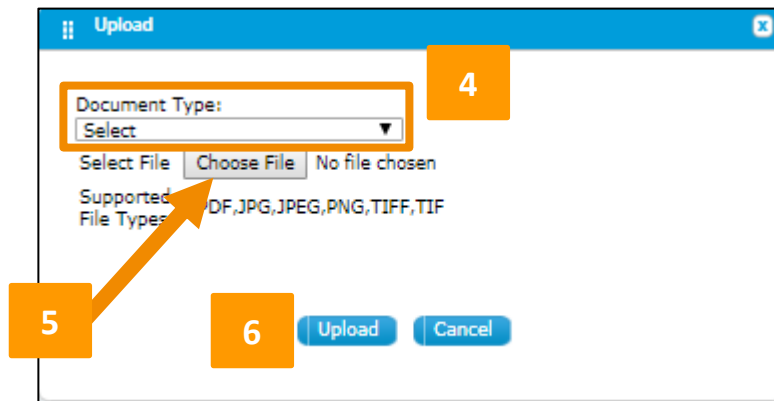 Upload
4
Document Type:
Select
Select File Choose File No file chosen
Supported
File Types PDF,JPG,JPEG,PNG,TIFF,TIF
5
6
Upload Cancel